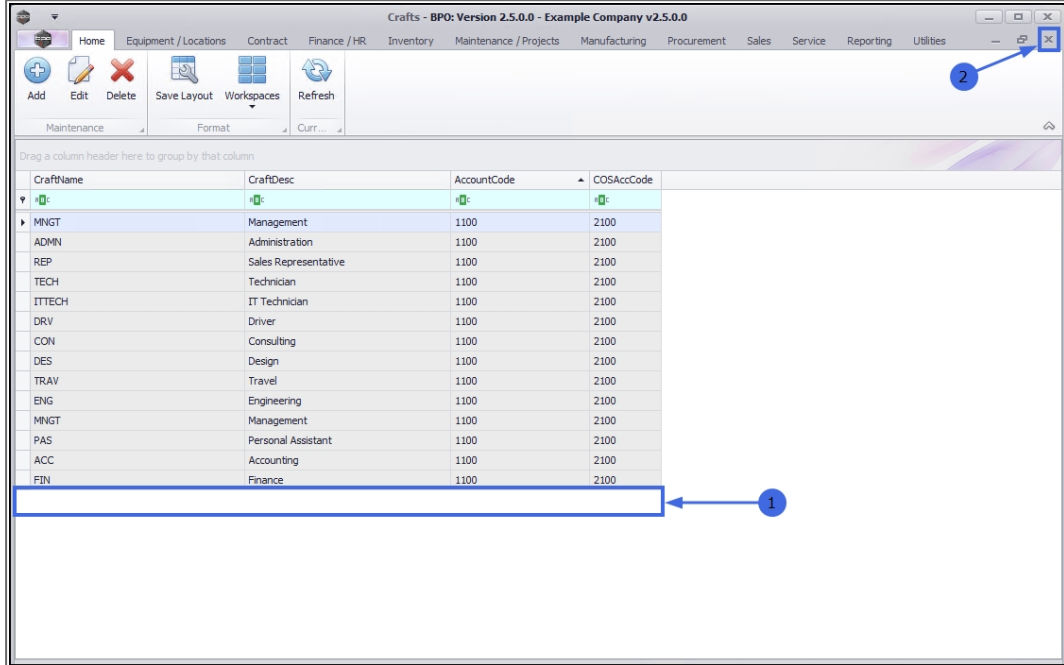 Crafts - BPO: Version 2.5.0.0 - Example Company v2.5.0.0
Home Equipment / Locations Contract Finance / HR Inventory Maintenance / Projects Manufacturing Procurement Sales Service Reporting Utilities
2
Add Edit Delete Save Layout Workspaces Refresh
Maintenance Format Curr...
Drag a column header here to group by that column
CraftName CraftDesc AccountCode COSAccCode
MNGT Management 1100 2100
ADMN Administration 1100 2100
REP Sales Representative 1100 2100
TECH Technician 1100 2100
ITTECH IT Technician 1100 2100
DRV Driver 1100 2100
CON Consulting 1100 2100
DES Design 1100 2100
TRAV Travel 1100 2100
ENG Engineering 1100 2100
MNGT Management 1100 2100
PAS Personal Assistant 1100 2100
ACC Accounting 1100 2100
FIN Finance 1100 2100
1